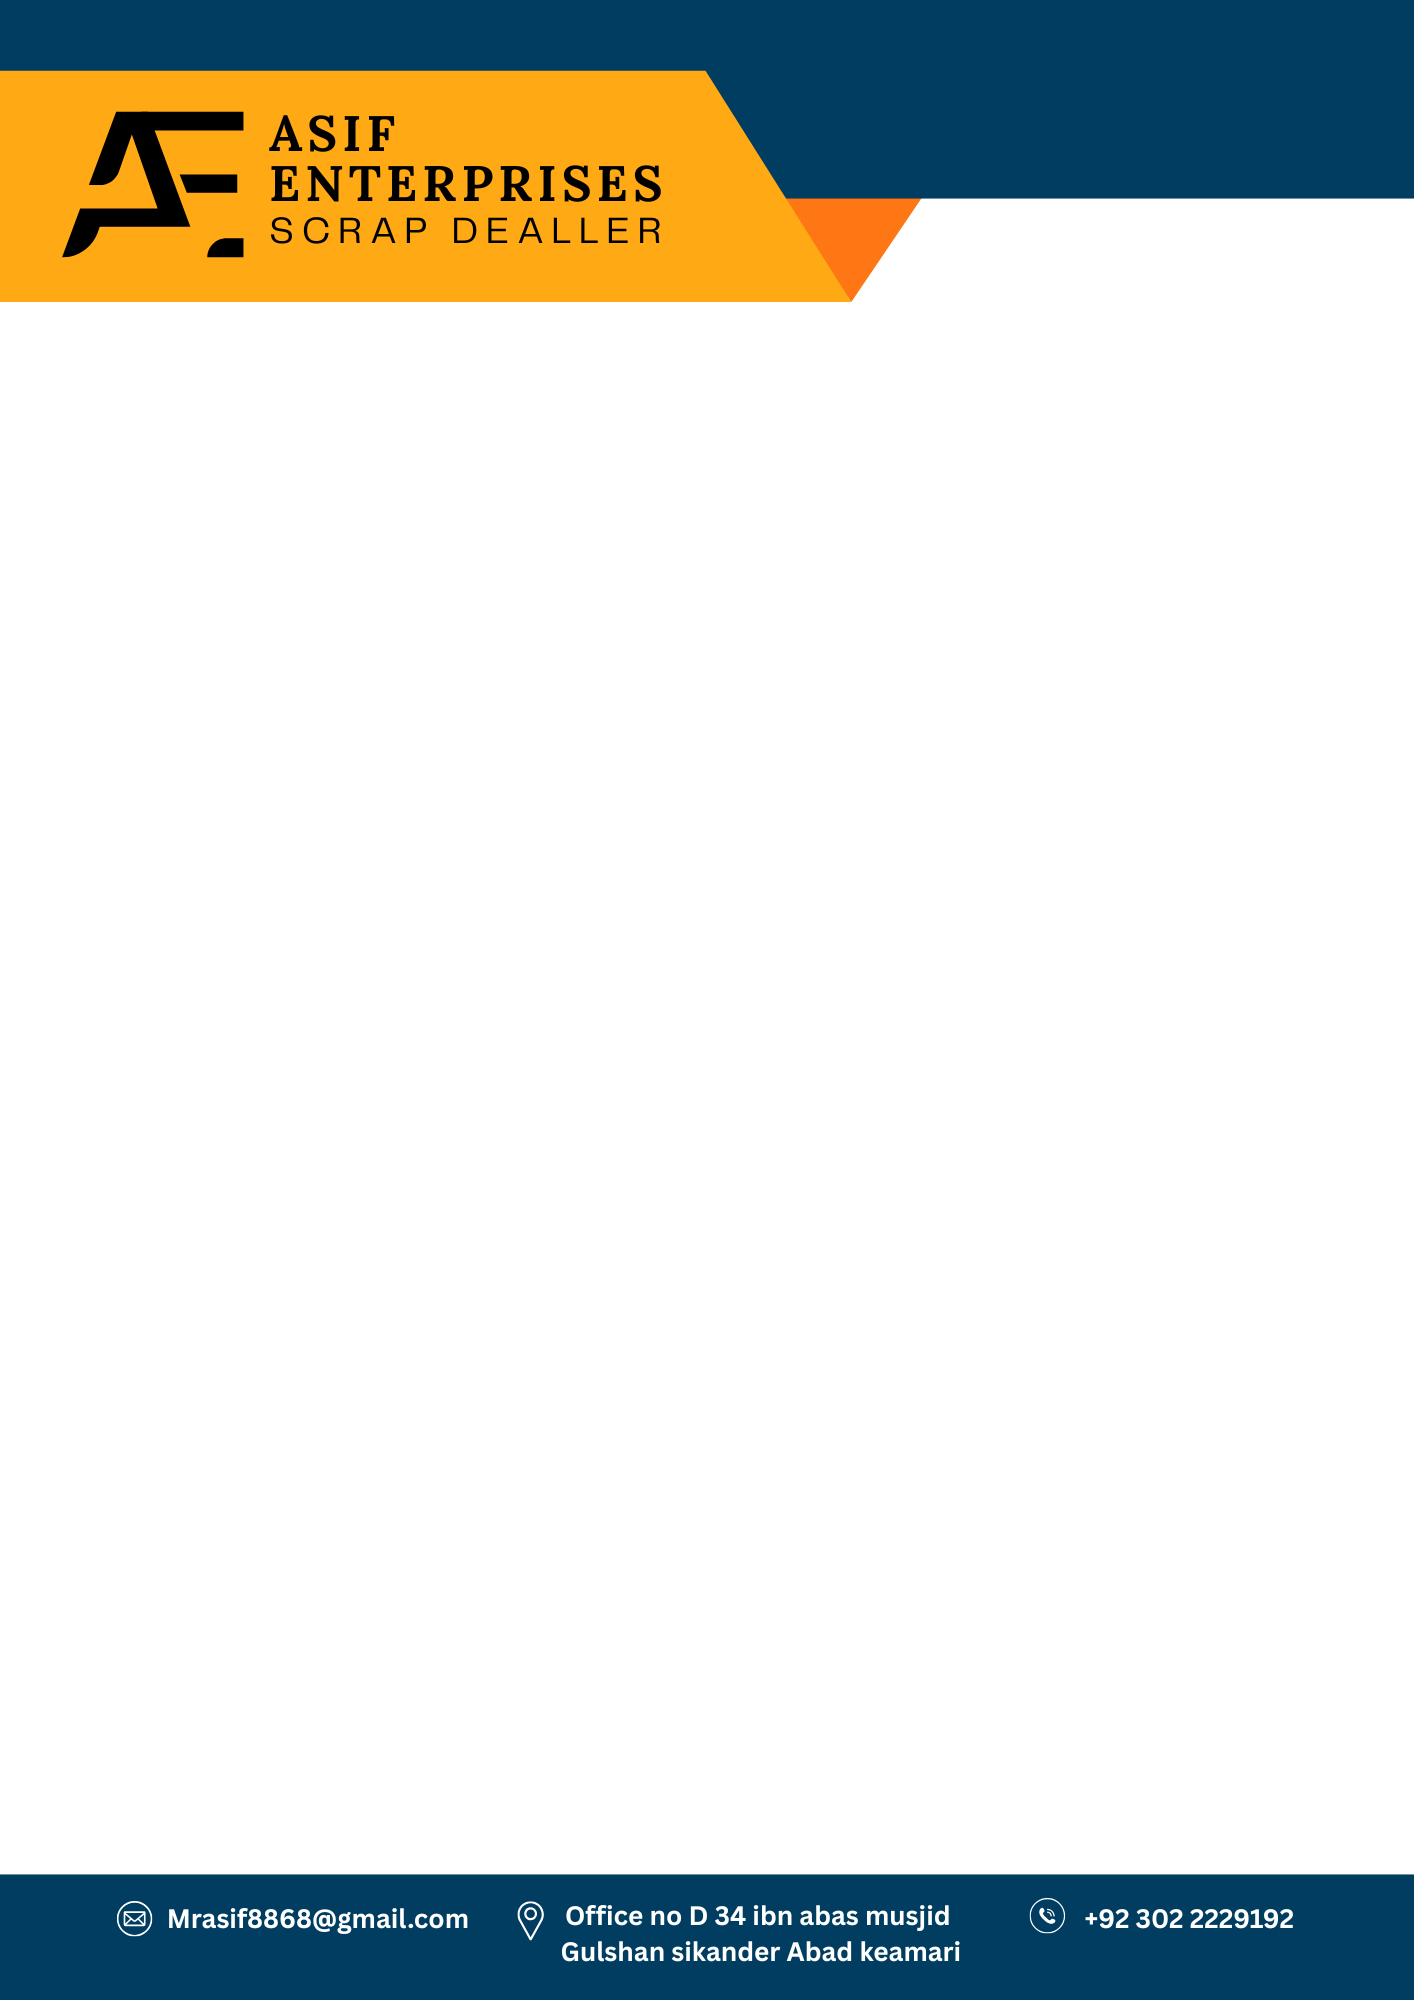 ASIF
ENTERPRISES
SCRAP DEALLER
Mrasif8868@gmail.com
Office no D 34 ibn abas musjid
Gulshan sikander Abad keamari
+92 302 2229192